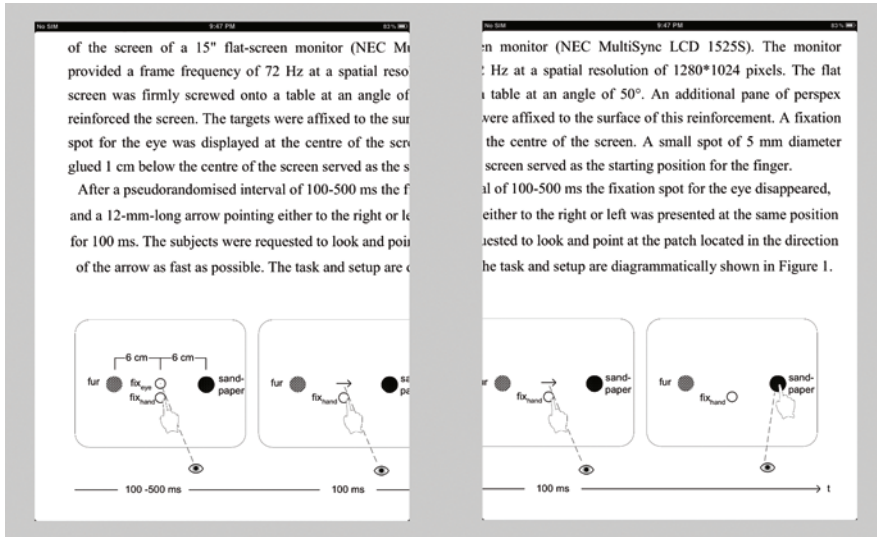 No SIM 9:47 PM 83%
of the screen of a 15" flat-screen monitor (NEC Mu
provided a frame frequency of 72 Hz at a spatial reso
screen was firmly screwed onto a table at an angle of
reinforced the screen. The targets were affixed to the sur
spot for the eye was displayed at the centre of the scre
glued 1 cm below the centre of the screen served as the s
After a pseudorandomised interval of 100-500 ms the f
and a 12-mm-long arrow pointing either to the right or le
for 100 ms. The subjects were requested to look and poin
of the arrow as fast as possible. The task and setup are
6 cm 6 cm
fur fix eye sand-
paper
fix hand
fur fix hand sa
pa
100 -500 ms 100 ms
No SIM 9:47 PM 83%
en monitor (NEC MultiSync LCD 1525S). The monitor
Hz at a spatial resolution of 1280*1024 pixels. The flat
table at an angle of 50°. An additional pane of perspex
were affixed to the surface of this reinforcement. A fixation
the centre of the screen. A small spot of 5 mm diameter
screen served as the starting position for the finger.
al of 100-500 ms the fixation spot for the eye disappeared,
either to the right or left was presented at the same position
uested to look and point at the patch located in the direction
he task and setup are diagrammatically shown in Figure 1.
r fix hand sand-
paper
fur fix hand sand-
paper
100 ms t